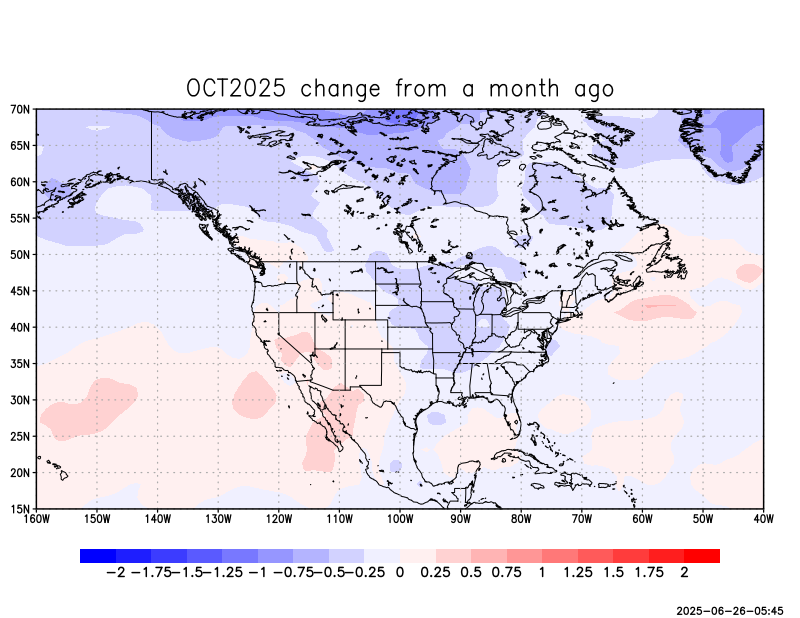 OCT2025 change from a month ago
70N
65N
60N
55N
50N
45N
40N
35N
30N
25N
20N
15N
160W 150W 140W 130W 120W 110W 100W 90W 80W 70W 60W 50W 40W
−2 −1.75 −1.5 −1.25 −1 −0.75 −0.5 −0.25 0 0.25 0.5 0.75 1 1.25 1.5 1.75 2
2025−06−26−05:45